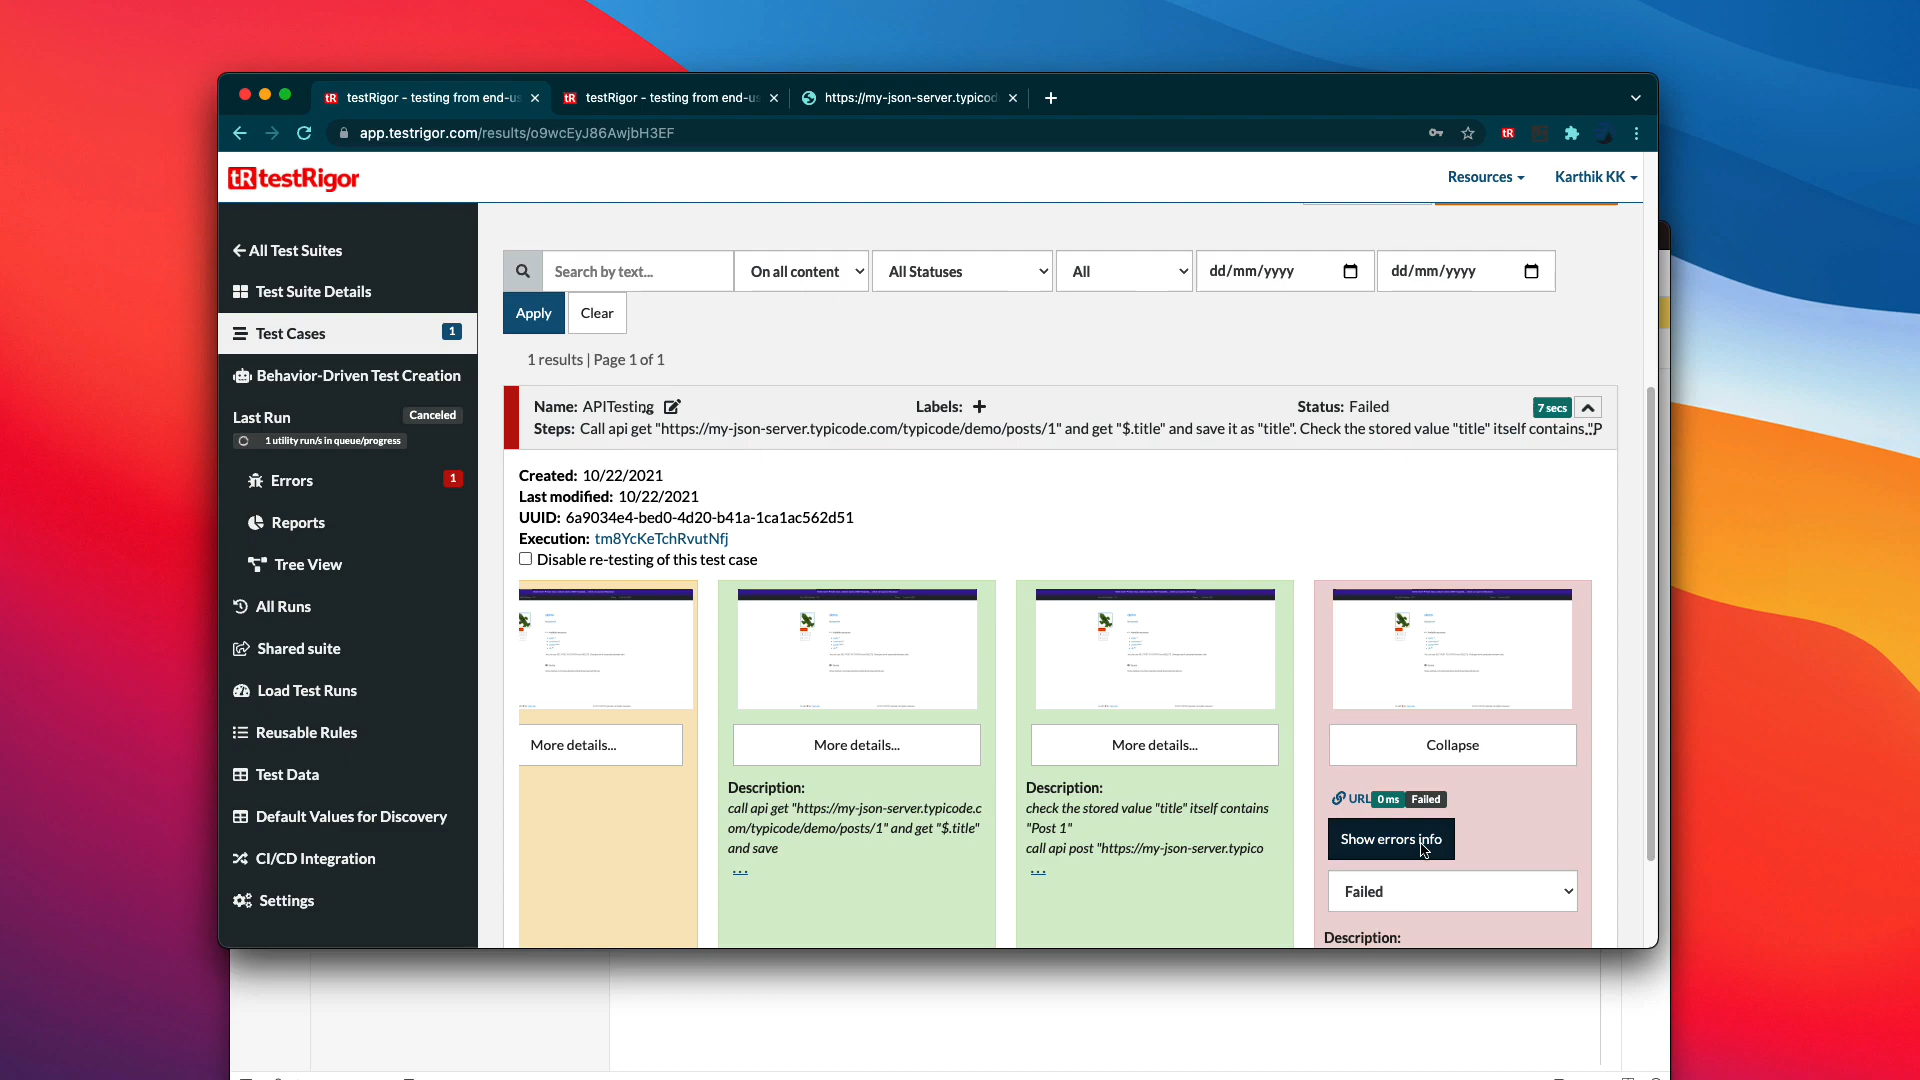 testRigor - testing from end-us
testRigor - testing from end-us
https://my-json-server.typicod
app.testrigor.com/results/o9wcEyJ86AwjbH3EF
tR
tR testRigor
Resources
Karthik KK
All Test Suites
Test Suite Details
Test Cases 1
Behavior-Driven Test Creation
Last Run Canceled
1 utility run/s in queue/progress
Errors 1
Reports
Tree View
All Runs
Shared suite
Load Test Runs
Reusable Rules
Test Data
Default Values for Discovery
CI/CD Integration
Settings
Search by text...
On all content
All Statuses
All
dd/mm/yyyy
dd/mm/yyyy
Apply
Clear
1 results | Page 1 of 1
Name: APITesting
Labels:
Status: Failed
7 secs
Steps: Call api get "https://my-json-server.typicode.com/typicode/demo/posts/1" and get "$.title" and save it as "title". Check the stored value "title" itself contains "P
Created: 10/22/2021
Last modified: 10/22/2021
UUID: 6a9034e4-bed0-4d20-b41a-1ca1ac562d51
Execution: tm8YcKeTchRvutNfj
Disable re-testing of this test case
More details...
More details...
Description:
call api get "https://my-json-server.typicode.c
om/typicode/demo/posts/1" and get "$.title"
and save
...
More details...
Description:
check the stored value "title" itself contains
"Post 1"
call api post "https://my-json-server.typico
...
Collapse
URL 0 ms Failed
Show errors info
Failed
Description: